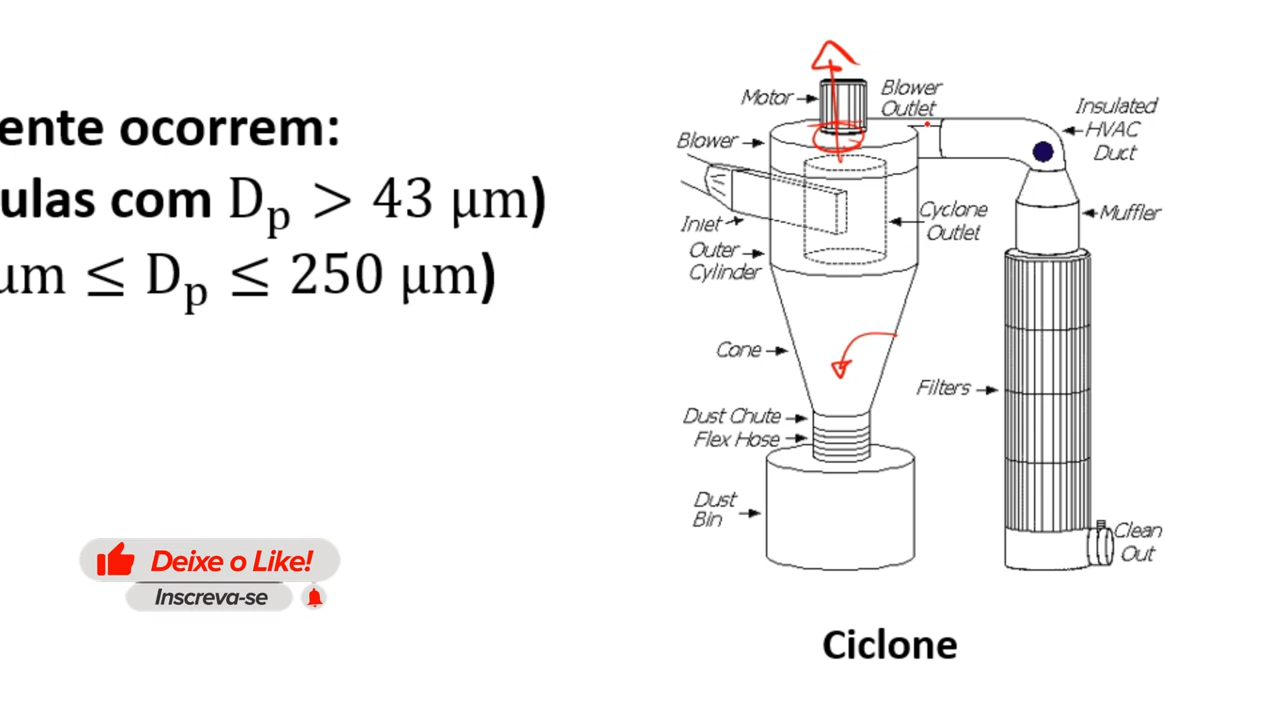 ente ocorrem:
ulas com Dp > 43 μm)
μm ≤ Dp ≤ 250 μm)
Deixe o Like!
Inscreva-se
Motor
Blower
Outlet
Insulated
HVAC
Duct
Blower
Muffler
Inlet
Cyclone
Outlet
Outer
Cylinder
Cone
Filters
Dust Chute
Flex Hose
Dust
Bin
Clean
Out
Ciclone